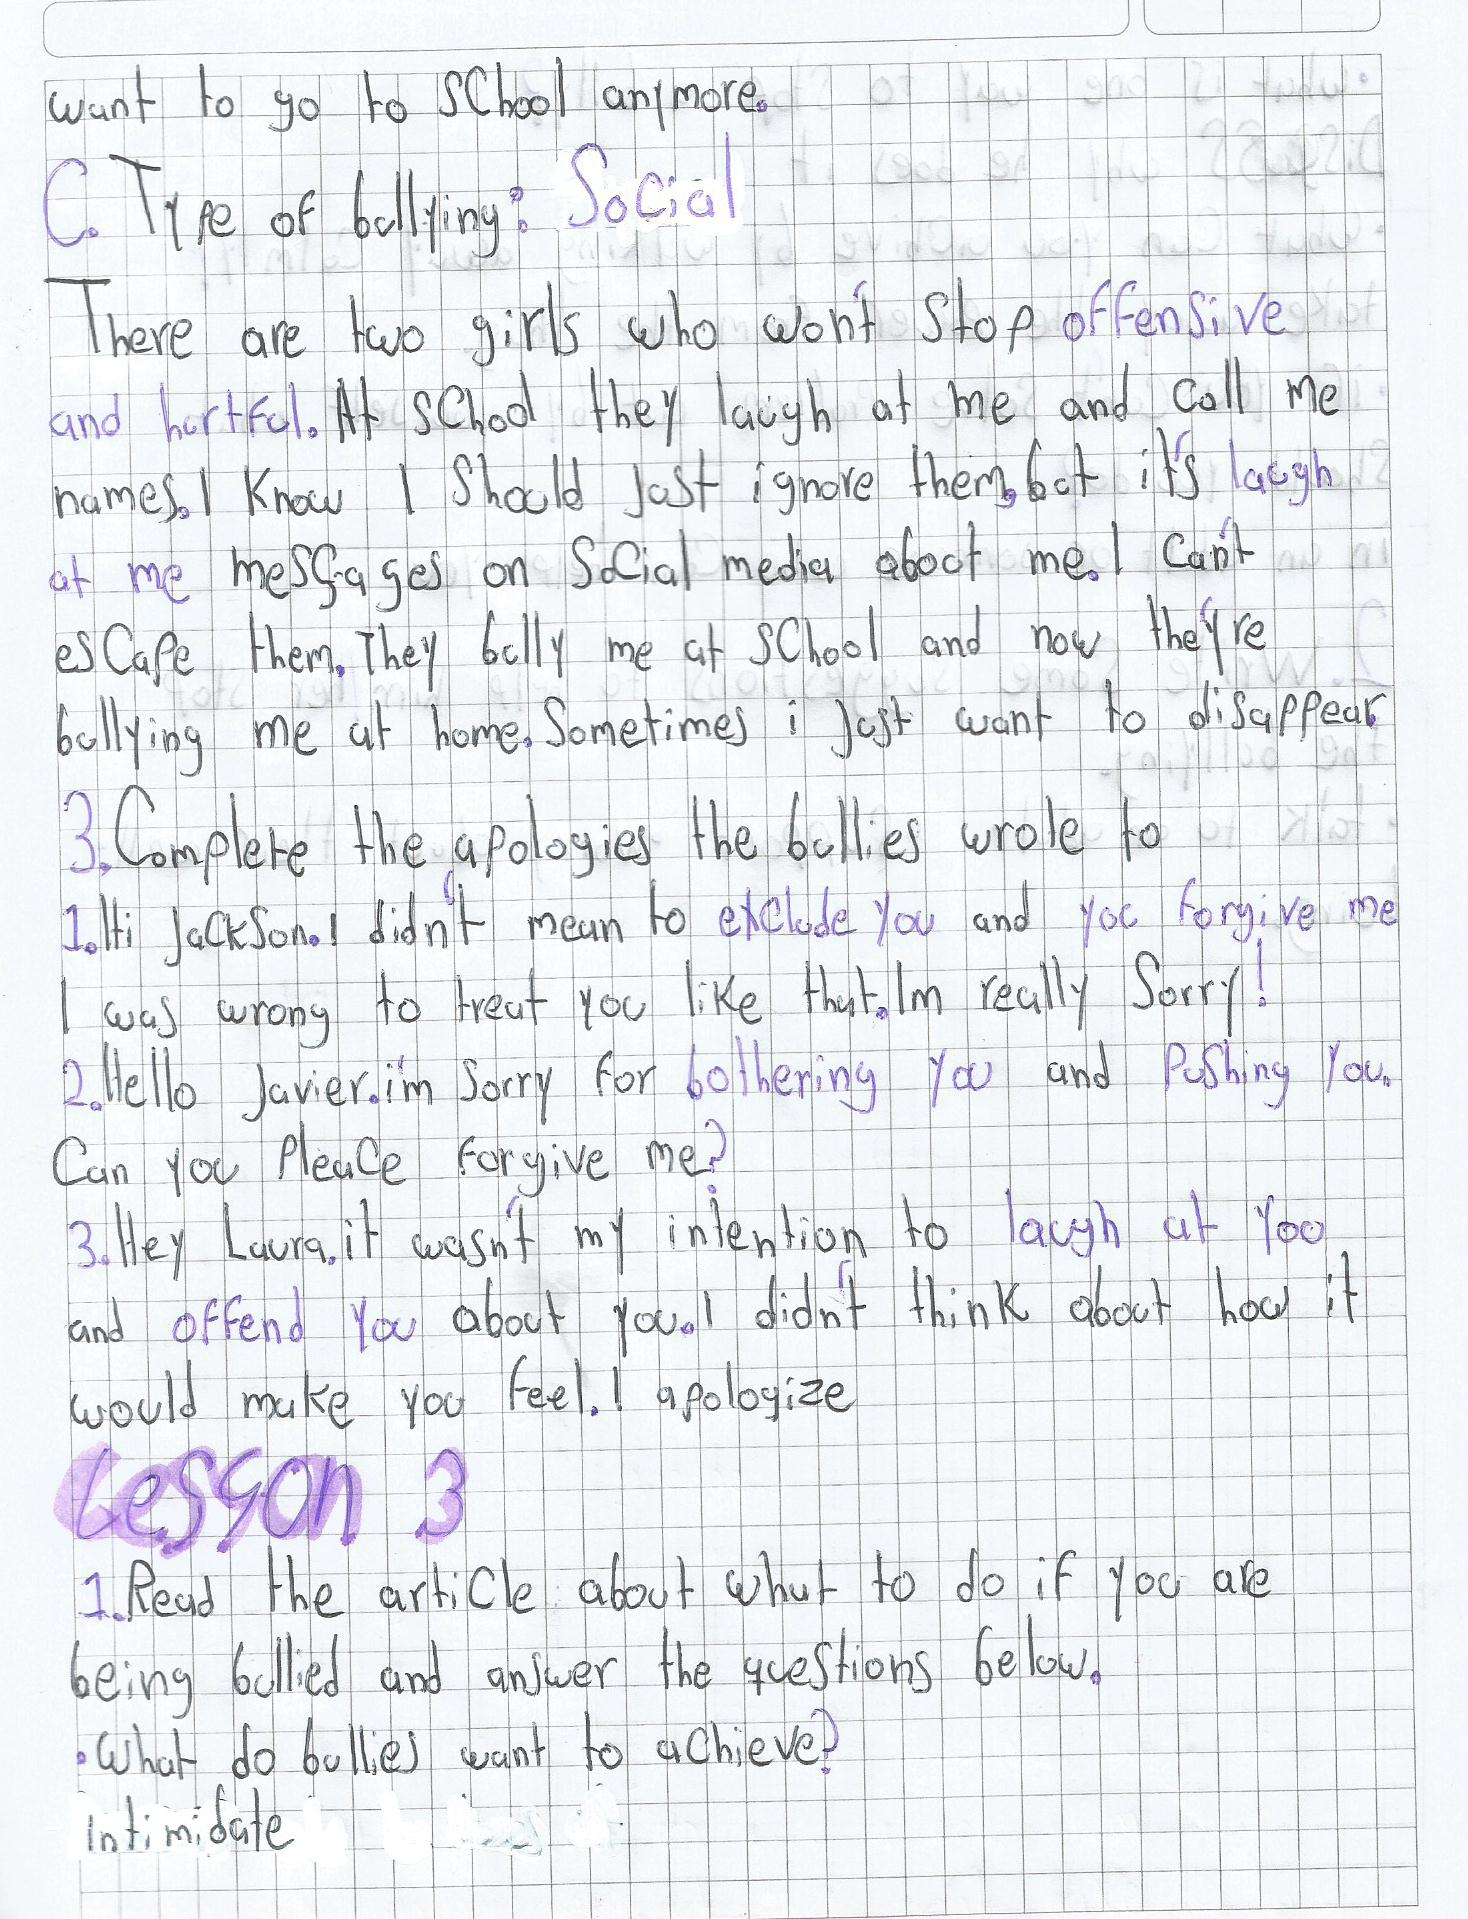 want to go to school anymore.
C. Type of bullying: Social
There are two girls who won't stop offensive
and hurtful. At school they laugh at me and call me
names. I know I should just ignore them, but it's laugh
at me messages on social media about me. I can't
escape them. They bully me at school and now they're
bullying me at home. Sometimes i just want to disappear
3. Complete the apologies the bullies wrote to
1. Hi Jackson. I didn't mean to exclude you and you forgive me
I was wrong to treat you like that. Im really sorry!
2. Hello Javier. i'm sorry for bothering you and pushing you.
Can you pleace forgive me?
3. Hey Laura. it wasn't my intention to laugh at you
and offend you about you. I didn't think about how it
would make you feel. I apologize
Lesson 3
1. Read the article about what to do if you are
being bullied and answer the questions below.
• What do bullies want to achieve?
intimidate